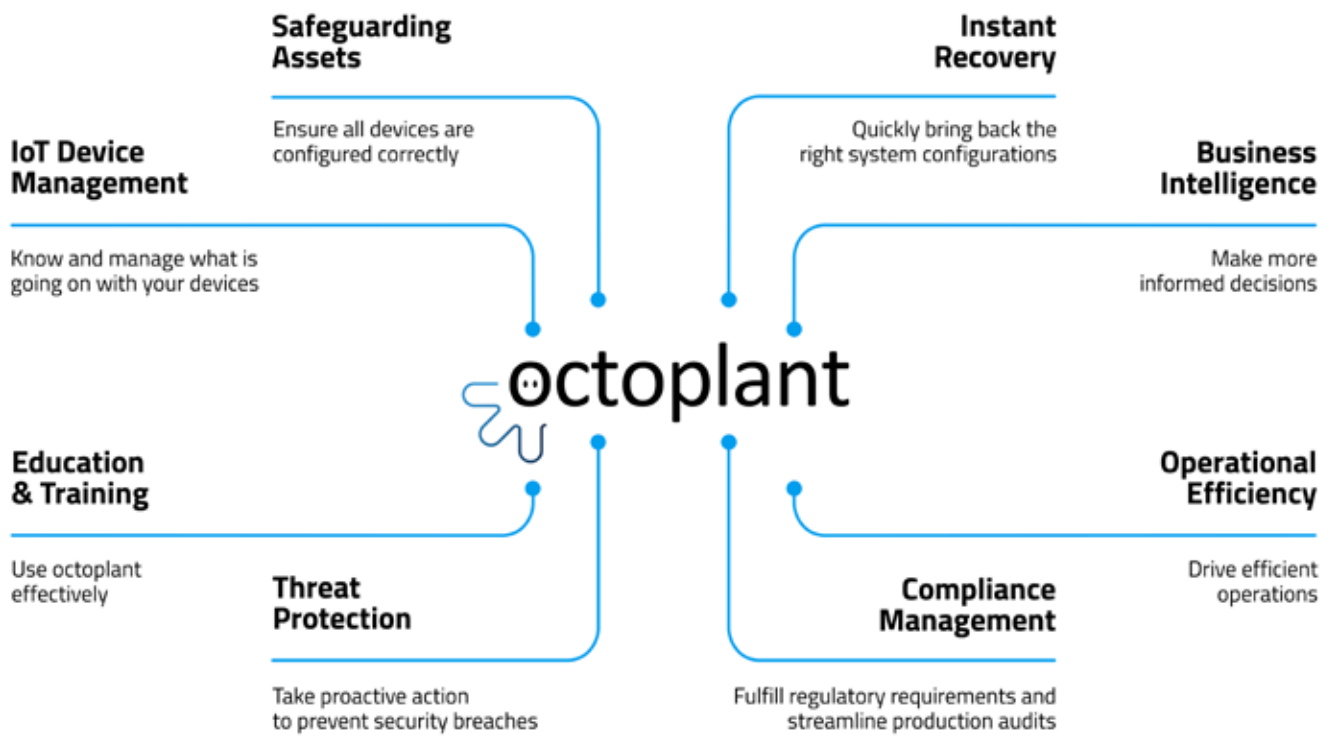 Safeguarding
Assets
Ensure all devices are
configured correctly
Instant
Recovery
Quickly bring back the
right system configurations
IoT Device
Management
Know and manage what is
going on with your devices
Business
Intelligence
Make more
informed decisions
octoplant
Education
& Training
Use octoplant
effectively
Operational
Efficiency
Drive efficient
operations
Threat
Protection
Take proactive action
to prevent security breaches
Compliance
Management
Fulfill regulatory requirements and
streamline production audits